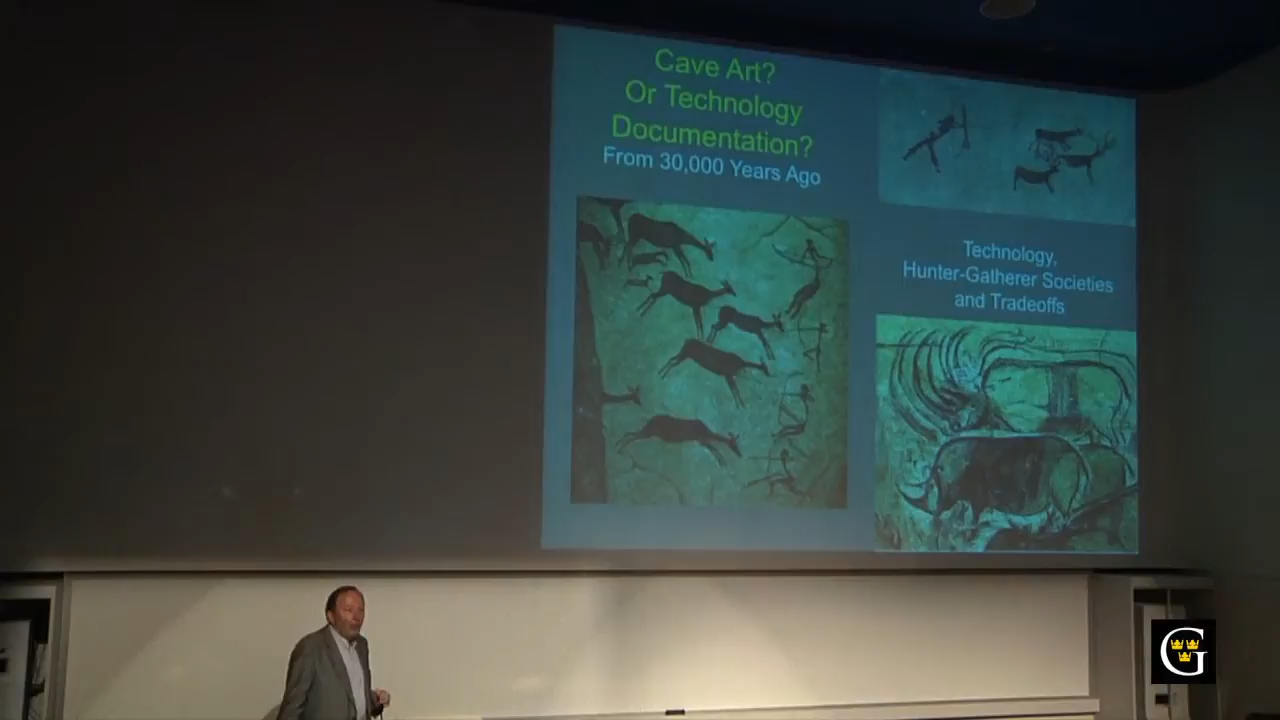 Cave Art?
Or Technology
Documentation?
From 30,000 Years Ago
Technology,
Hunter-Gatherer Societies
and Tradeoffs
G